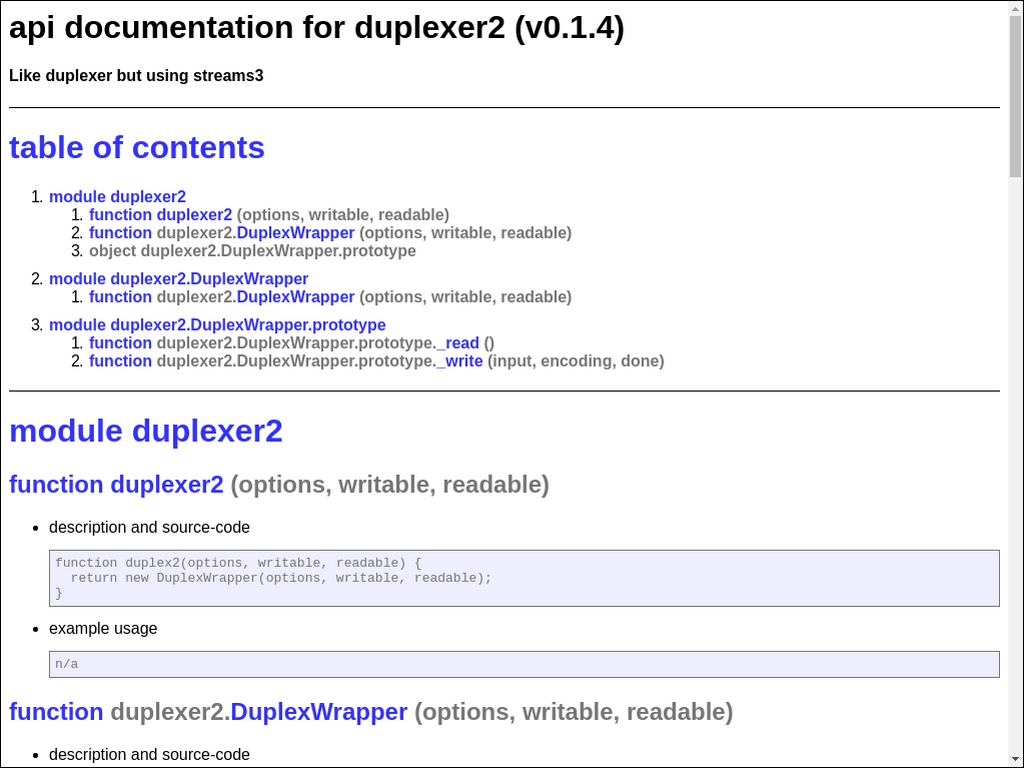 api documentation for duplexer2 (v0.1.4)
Like duplexer but using streams3
table of contents
1. module duplexer2
1. function duplexer2 (options, writable, readable)
2. function duplexer2.DuplexWrapper (options, writable, readable)
3. object duplexer2.DuplexWrapper.prototype
2. module duplexer2.DuplexWrapper
1. function duplexer2.DuplexWrapper (options, writable, readable)
3. module duplexer2.DuplexWrapper.prototype
1. function duplexer2.DuplexWrapper.prototype._read ()
2. function duplexer2.DuplexWrapper.prototype._write (input, encoding, done)
module duplexer2
function duplexer2 (options, writable, readable)
• description and source-code
function duplex2(options, writable, readable) {
  return new DuplexWrapper(options, writable, readable);
}
• example usage
n/a
function duplexer2.DuplexWrapper (options, writable, readable)
• description and source-code